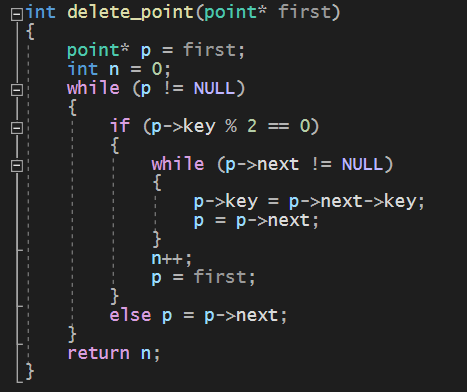 int delete_point(point* first)
{
    point* p = first;
    int n = 0;
    while (p != NULL)
    {
        if (p->key % 2 == 0)
        {
            while (p->next != NULL)
            {
                p->key = p->next->key;
                p = p->next;
            }
            n++;
            p = first;
        }
        else p = p->next;
    }
    return n;
}